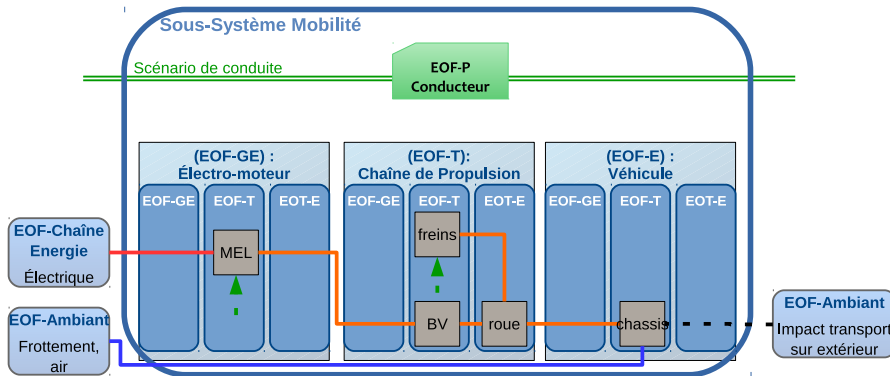 Sous-Système Mobilité
Scénario de conduite
EOF-P
Conducteur
(EOF-GE) :
Électro-moteur
(EOF-T):
Chaîne de Propulsion
(EOF-E) :
Véhicule
EOF-GE
EOF-T
EOT-E
EOF-GE
EOF-T
EOT-E
EOF-GE
EOF-T
EOT-E
EOF-Chaîne
Energie
Électrique
MEL
freins
EOF-Ambiant
Frottement,
air
BV
roue
chassis
EOF-Ambiant
Impact transport
sur extérieur